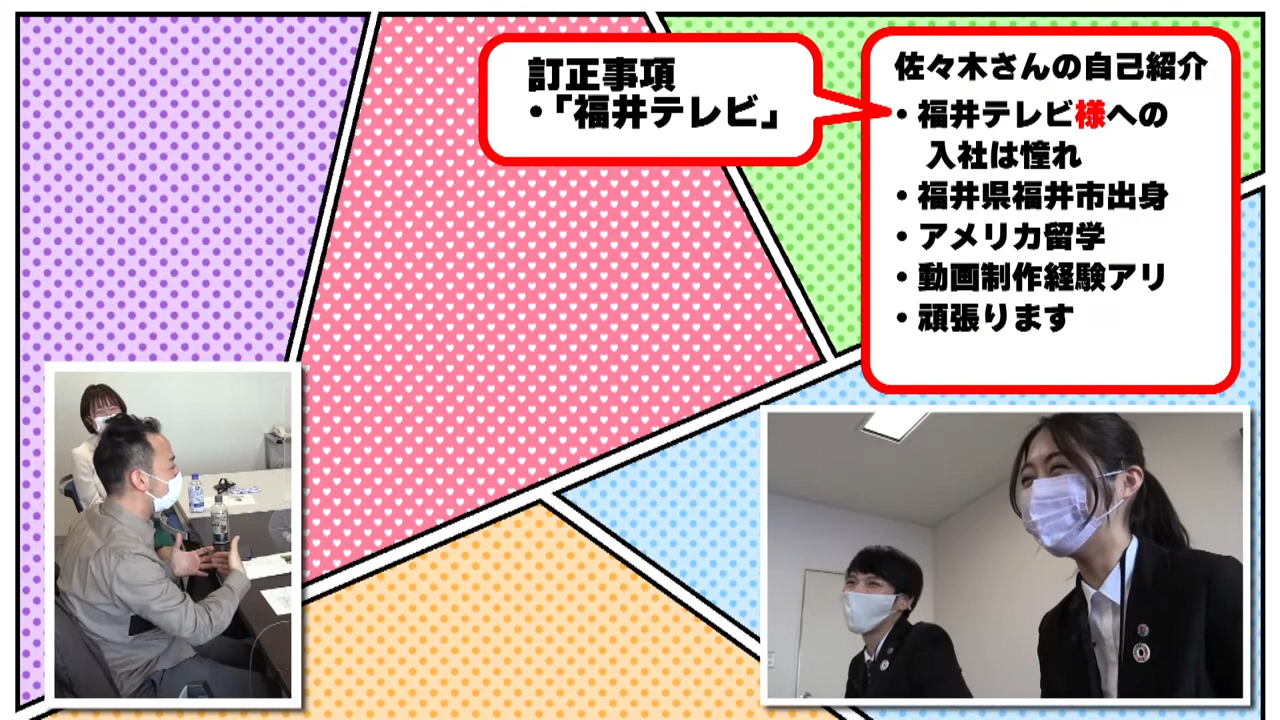 訂正事項
・「福井テレビ」
佐々木さんの自己紹介
・福井テレビ様への
入社は憧れ
・福井県福井市出身
・アメリカ留学
・動画制作経験アリ
・頑張ります